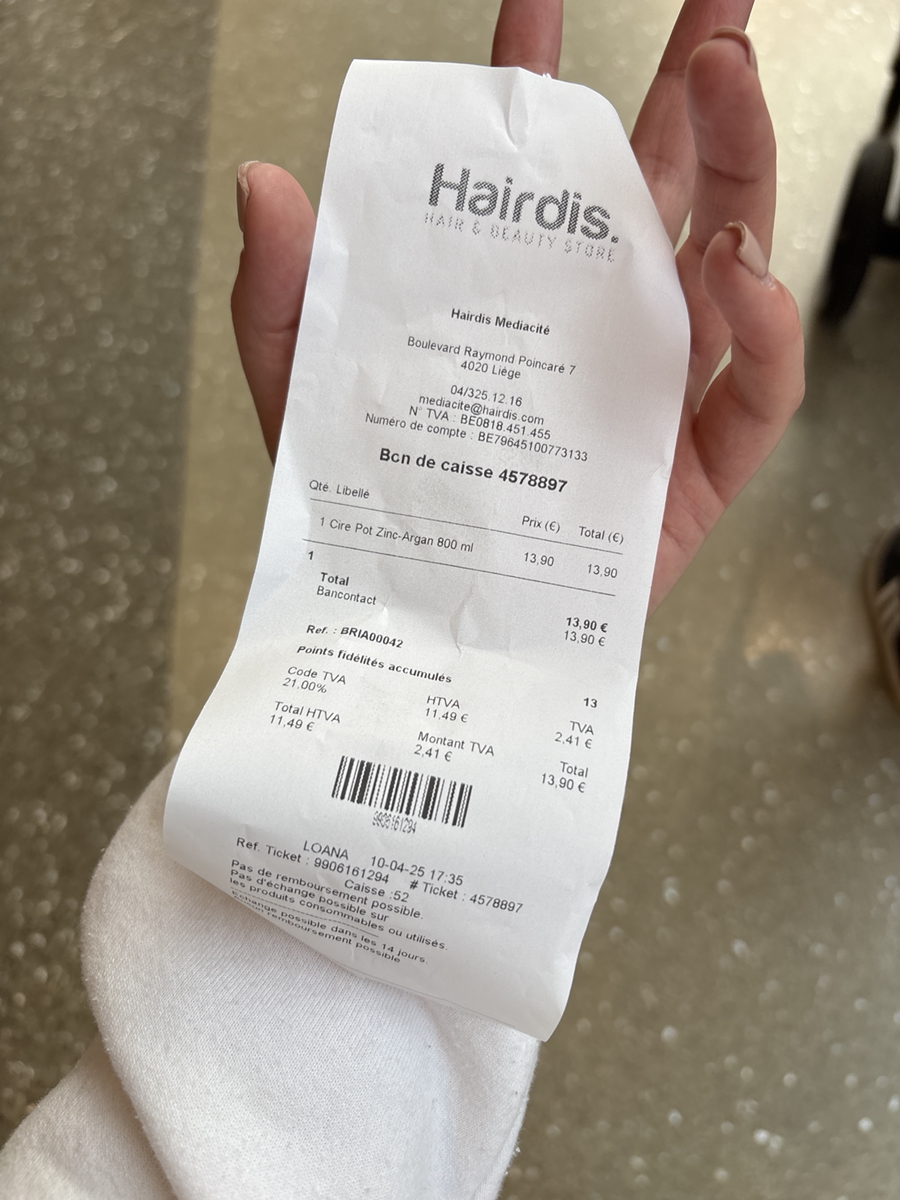 Hairdis.
HAIR & BEAUTY STORE
Hairdis Mediacité
Boulevard Raymond Poincaré 7
4020 Liège
04/325.12.16
mediacite@hairdis.com
N° TVA : BE0818.451.455
Numéro de compte : BE79645100773133
Bon de caisse 4578897
Qté. Libellé Prix (€) Total (€)
1 Cire Pot Zinc-Argan 800 ml 13,90 13,90
1
Total 13,90 €
Bancontact 13,90 €
Ref. : BRIA00042
Points fidélités accumulés 13
Code TVA HTVA TVA
21.00% 11,49 € 2,41 €
Total HTVA Montant TVA Total
11,49 € 2,41 € 13,90 €
9906161294
LOANA 10-04-25 17:35
Ref. Ticket : 9906161294 # Ticket : 4578897
Caisse :52
Pas de remboursement possible.
Pas d'échange possible sur
les produits consommables ou utilisés.
Echange possible dans les 14 jours
remboursement possible